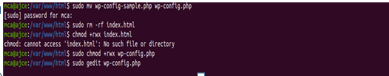 mca@ajce:/var/www/html$ sudo mv wp-config-sample.php wp-config.php
[sudo] password for mca:
mca@ajce:/var/www/html$ sudo rm -rf index.html
mca@ajce:/var/www/html$ chmod +rwx index.html
chmod: cannot access 'index.html': No such file or directory
mca@ajce:/var/www/html$ sudo chmod +rwx wp-config.php
mca@ajce:/var/www/html$ sudo gedit wp-config.php